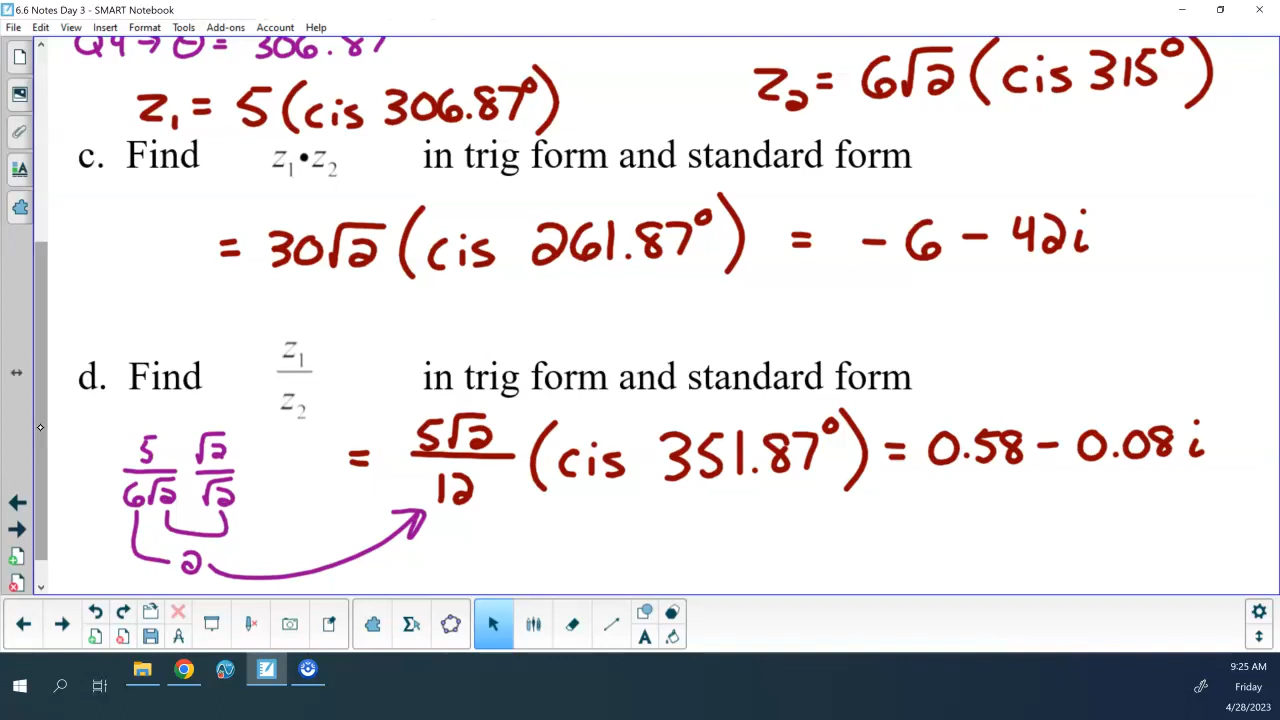 6.6 Notes Day 3 - SMART Notebook
File Edit View Insert Format Tools Add-ons Account Help
Q4 → θ = 306.87
z₁ = 5 (cis 306.87°)
z₂ = 6√2 (cis 315°)
c. Find z₁•z₂ in trig form and standard form
= 30√2 (cis 261.87°) = -6 - 42i
d. Find z₁/z₂ in trig form and standard form
5/6√2 √2/√2
2
= 5√2/12 (cis 351.87°) = 0.58 - 0.08i
9:25 AM
Friday
4/28/2023